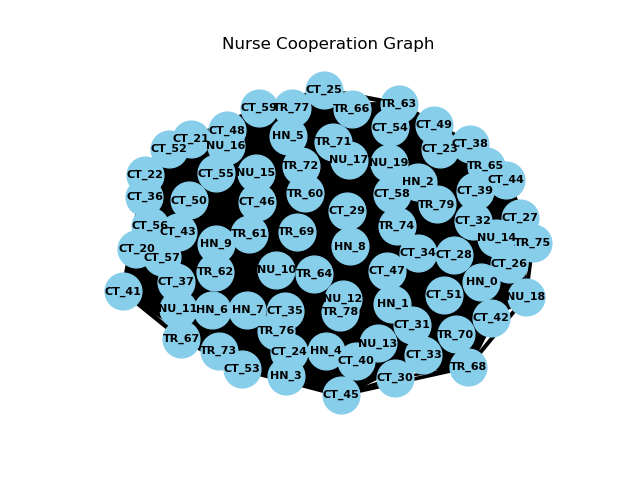 Nurse Cooperation Graph
CT_25
CT_59
TR_77
TR_66
TR_63
CT_48
HN_5
CT_54
CT_49
CT_21
NU_16
TR_71
CT_52
NU_17
NU_19
CT_23
CT_38
CT_22
CT_55
NU_15
TR_72
TR_65
HN_2
CT_44
CT_36
CT_50
CT_46
TR_60
CT_58
TR_79
CT_39
CT_29
CT_56
CT_43
TR_61
TR_69
TR_74
CT_32
CT_27
CT_20
CT_57
HN_9
HN_8
CT_34
CT_28
NU_14
TR_75
CT_37
TR_62
NU_10
TR_64
CT_47
CT_26
CT_41
HN_0
NU_11
HN_6
HN_7
CT_35
NU_12
TR_78
HN_1
CT_51
NU_18
TR_76
CT_31
CT_42
TR_67
TR_73
CT_24
HN_4
NU_13
TR_70
CT_53
HN_3
CT_40
CT_33
CT_30
TR_68
CT_45